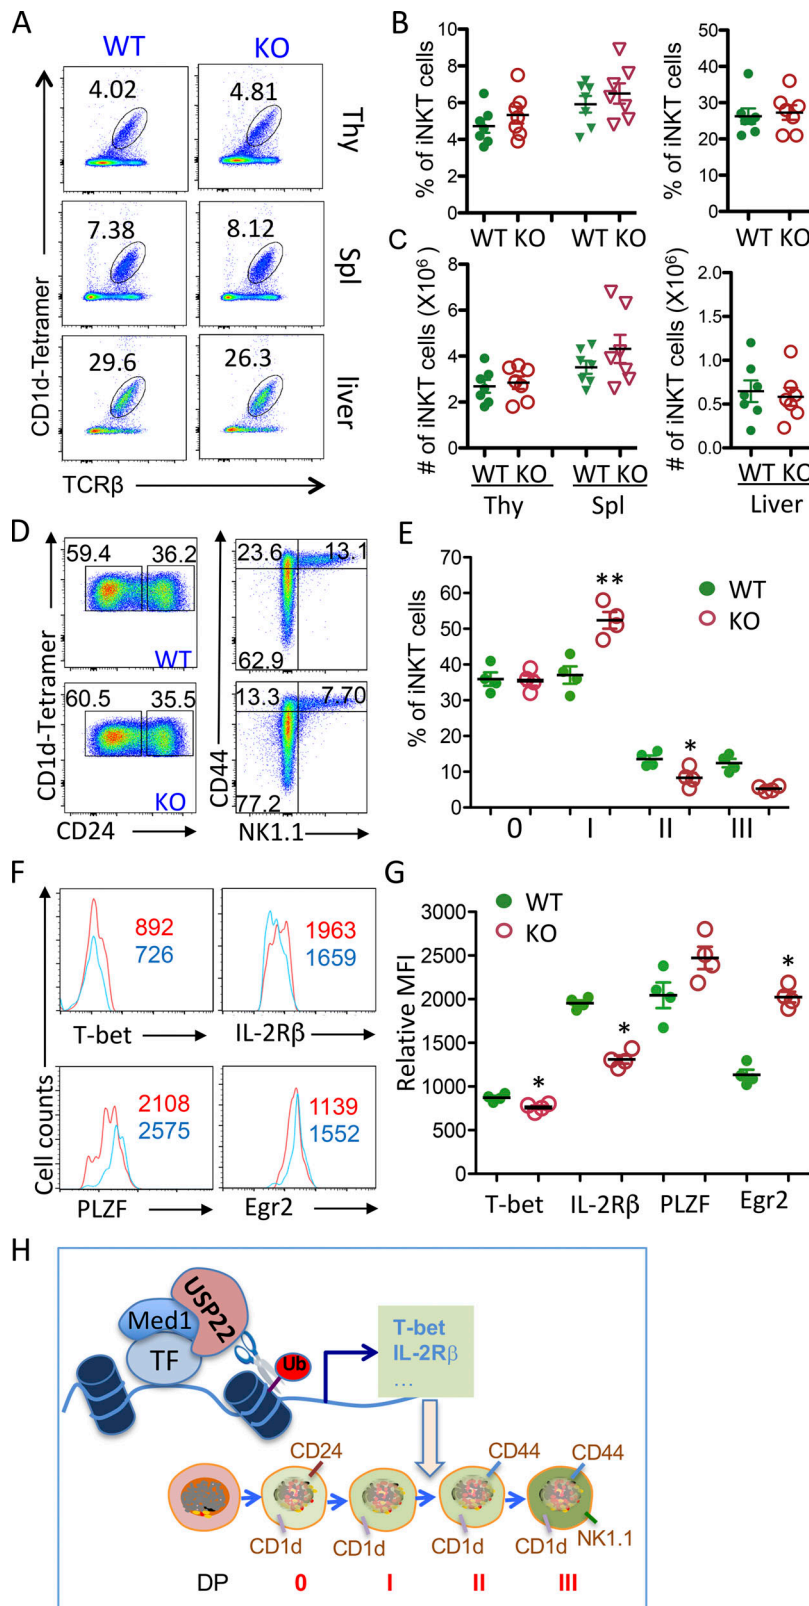 A
WT KO
4.02
4.81
Thy
7.38
8.12
Spl
29.6
26.3
liver
CD1d-Tetramer
TCRβ
B
% of iNKT cells
10
8
6
4
2
0
WT KO
WT KO
% of iNKT cells
50
40
30
20
10
0
WT KO
C
# of iNKT cells (X10⁶)
8
6
4
2
0
WT KO
WT KO
Thy
Spl
# of iNKT cells (X10⁶)
2.0
1.5
1.0
0.5
0.0
WT KO
Liver
D
59.4 36.2
WT
60.5 35.5
KO
CD1d-Tetramer
CD24
23.6 13.1
62.9
13.3 7.70
77.2
CD44
NK1.1
E
% of iNKT cells
70
60
50
40
30
20
10
0
WT
KO
**
*
0 I II III
F
892
726
T-bet
1963
1659
IL-2Rβ
2108
2575
PLZF
1139
1552
Egr2
Cell counts
G
WT
KO
Relative MFI
3000
2500
2000
1500
1000
500
0
*
*
*
T-bet IL-2Rβ PLZF Egr2
H
USP22
Med1
TF
Ub
T-bet
IL-2Rβ
...
CD24 CD44 CD44
CD1d CD1d CD1d CD1d NK1.1
DP 0 I II III